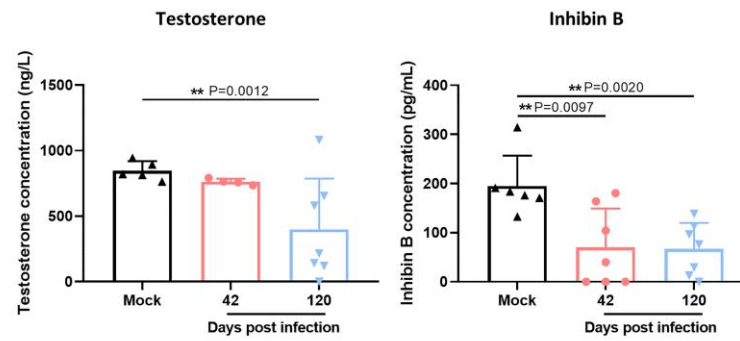 Testosterone
Testosterone concentration (ng/L)
1500
1000
500
0
** P=0.0012
Mock
42
120
Days post infection
Inhibin B
Inhibin B concentration (pg/mL)
400
300
200
100
0
** P=0.0020
** P=0.0097
Mock
42
120
Days post infection